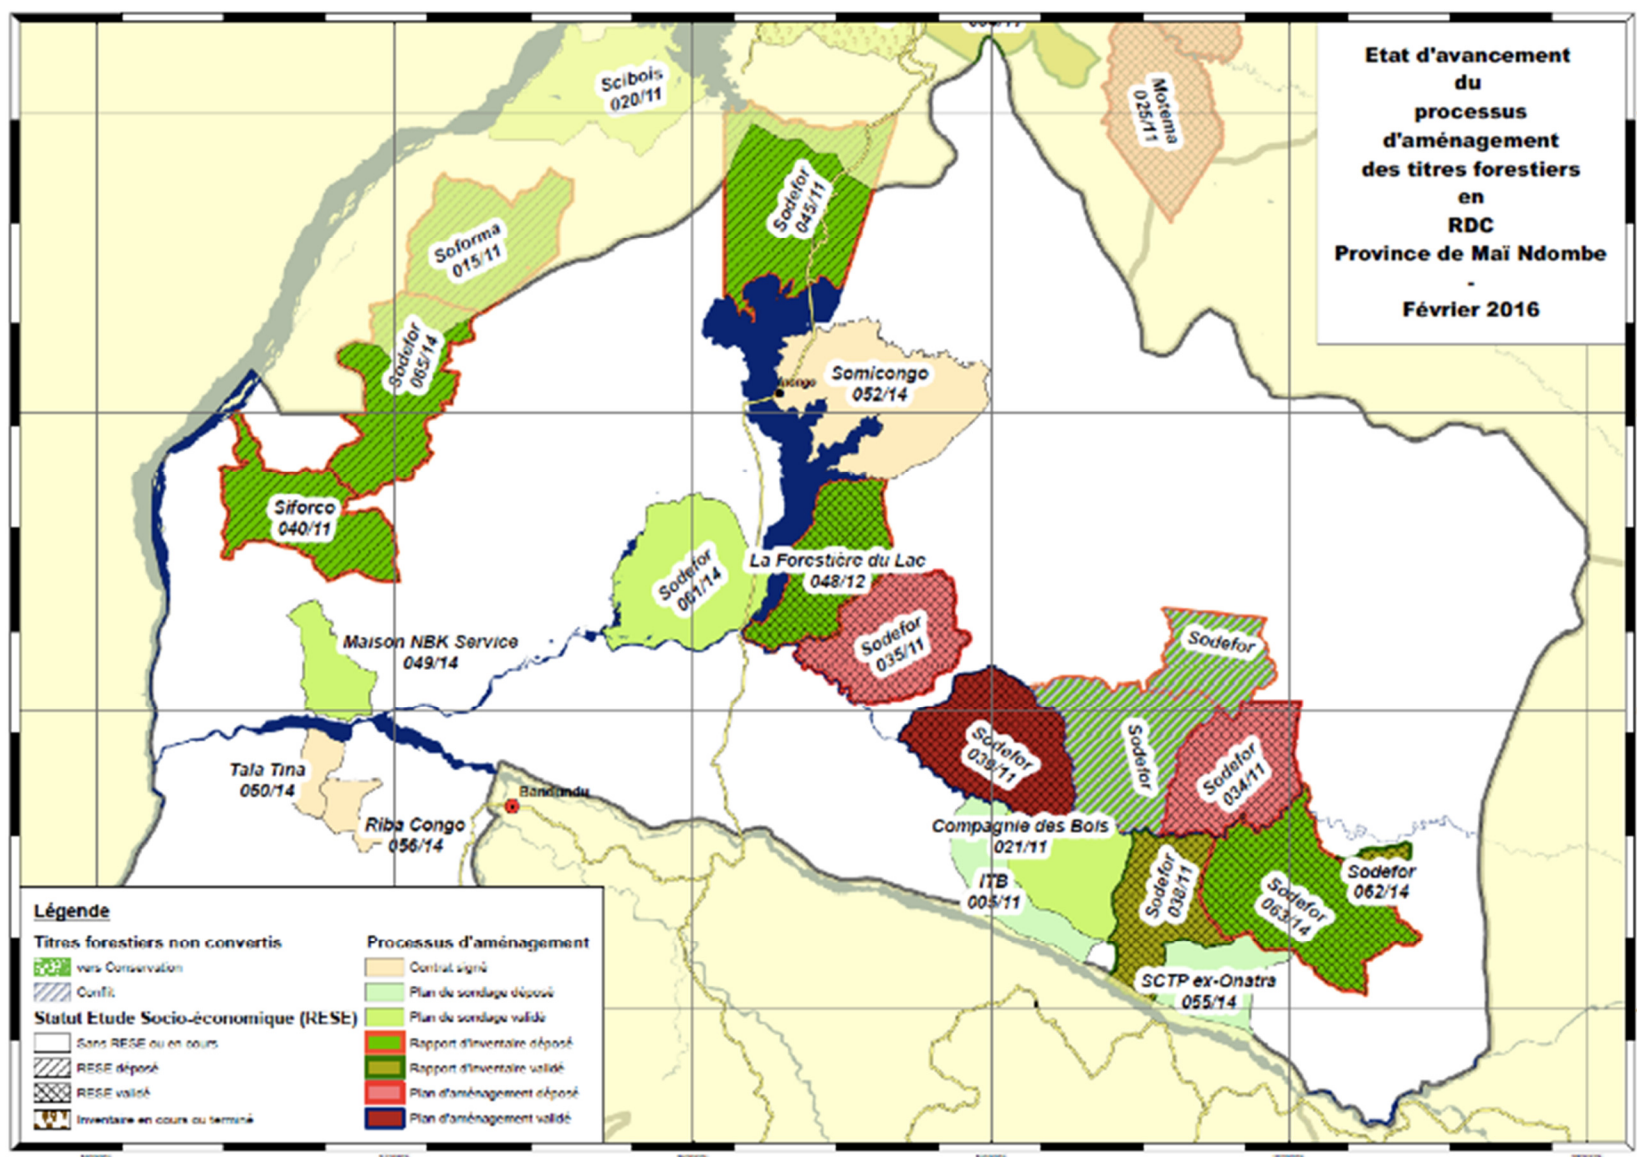 Etat d'avancement
du
processus
d'aménagement
des titres forestiers
en
RDC
Province de Maï Ndombe
-
Février 2016
Scibois
020/11
Motema
025/11
Sodefor
045/11
Soforma
015/11
Sodefor
065/14
Somicongo
052/14
Inongo
Siforco
040/11
La Forestière du Lac
048/12
Sodefor
001/14
Sodefor
035/11
Sodefor
Maison NBK Service
049/14
Sodefor
039/11
Sodefor
Sodefor
034/11
Tala Tina
050/14
Bandundu
Riba Congo
056/14
Compagnie des Bois
021/11
ITB
005/11
Sodefor
038/11
Sodefor
063/14
Sodefor
062/14
SCTP ex-Onatra
055/14
Légende
Titres forestiers non convertis
vers Conservation
Conflit
Statut Etude Socio-économique (RESE)
Sans RESE ou en cours
RESE déposé
RESE validé
Inventaire en cours ou terminé
Processus d'aménagement
Contrat signé
Plan de sondage déposé
Plan de sondage validé
Rapport d'inventaire déposé
Rapport d'inventaire validé
Plan d'aménagement déposé
Plan d'aménagement validé